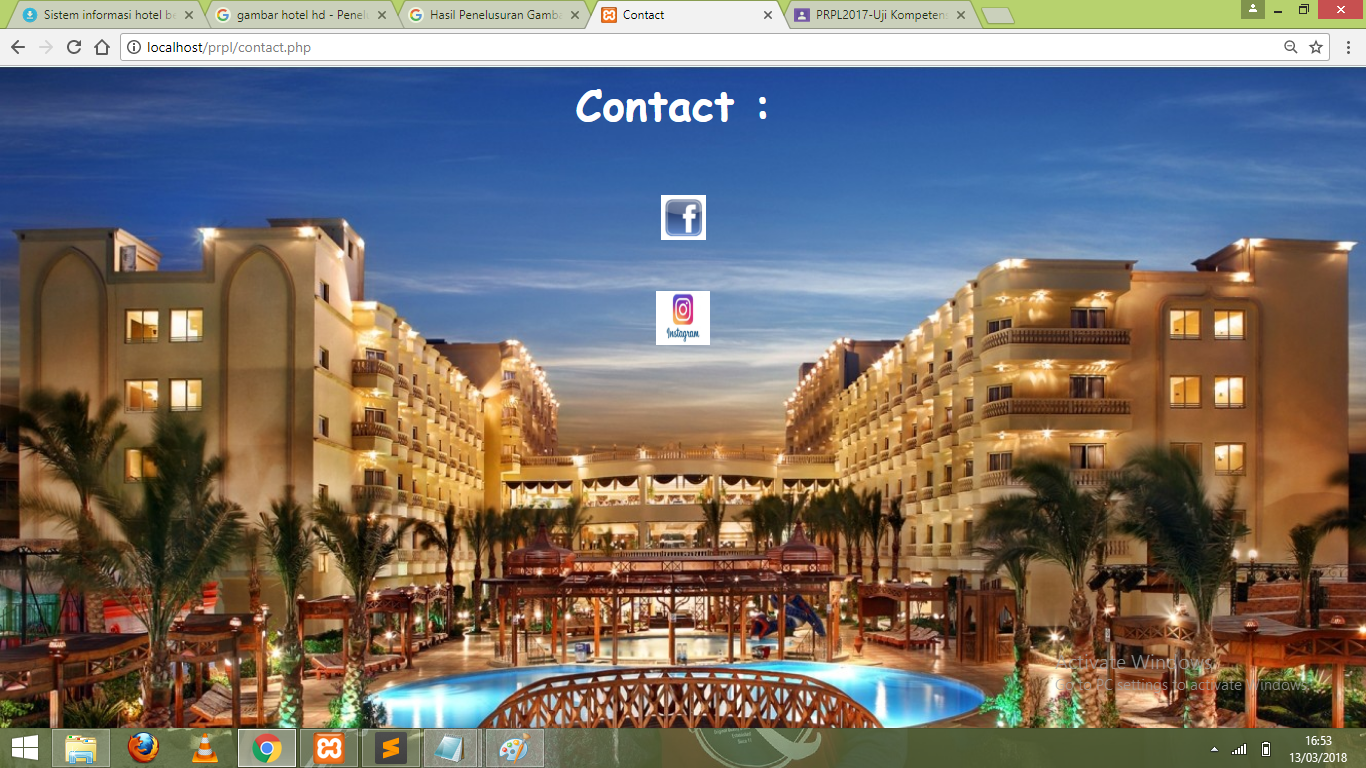 Sistem informasi hotel be
gambar hotel hd - Penel
Hasil Penelusuran Gamba
Contact
PRPL2017-Uji Kompetens
localhost/prpl/contact.php
Contact :
f
Instagram
Activate Windows
Go to PC settings to activate Windows.
16:53
13/03/2018